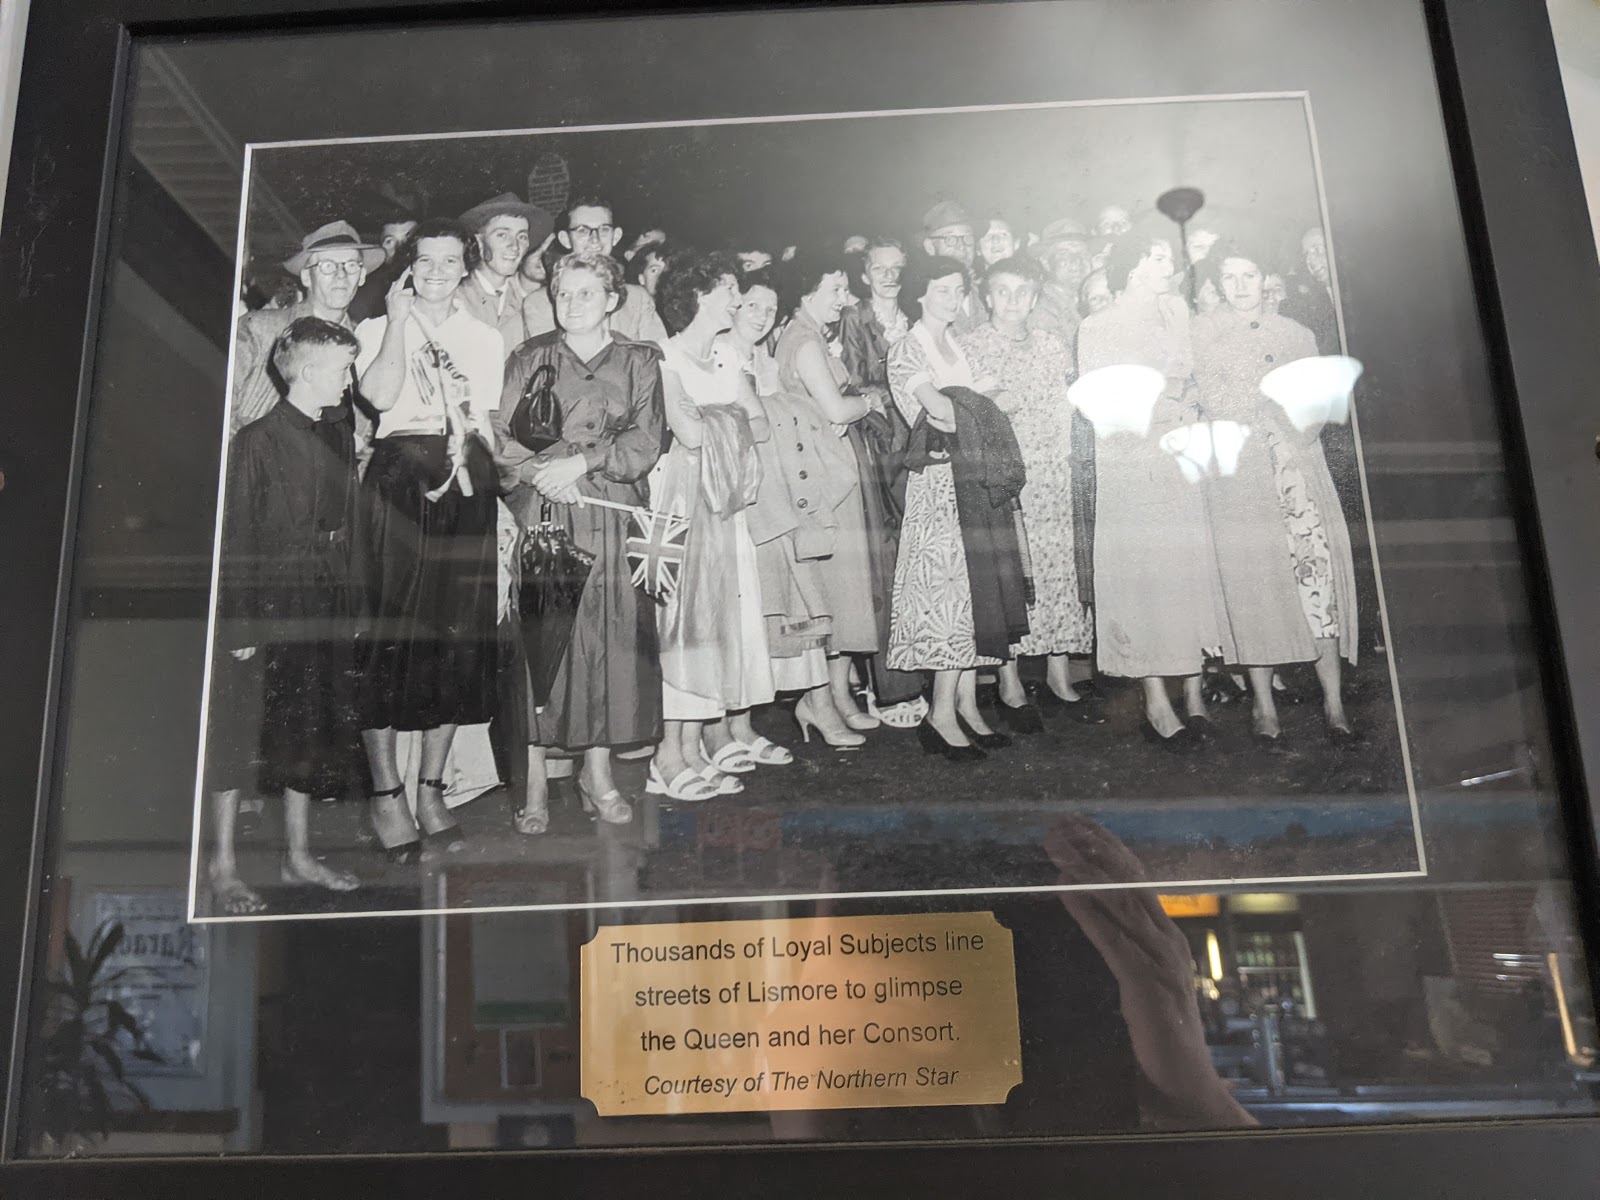 Thousands of Loyal Subjects line
streets of Lismore to glimpse
the Queen and her Consort.
Courtesy of The Northern Star